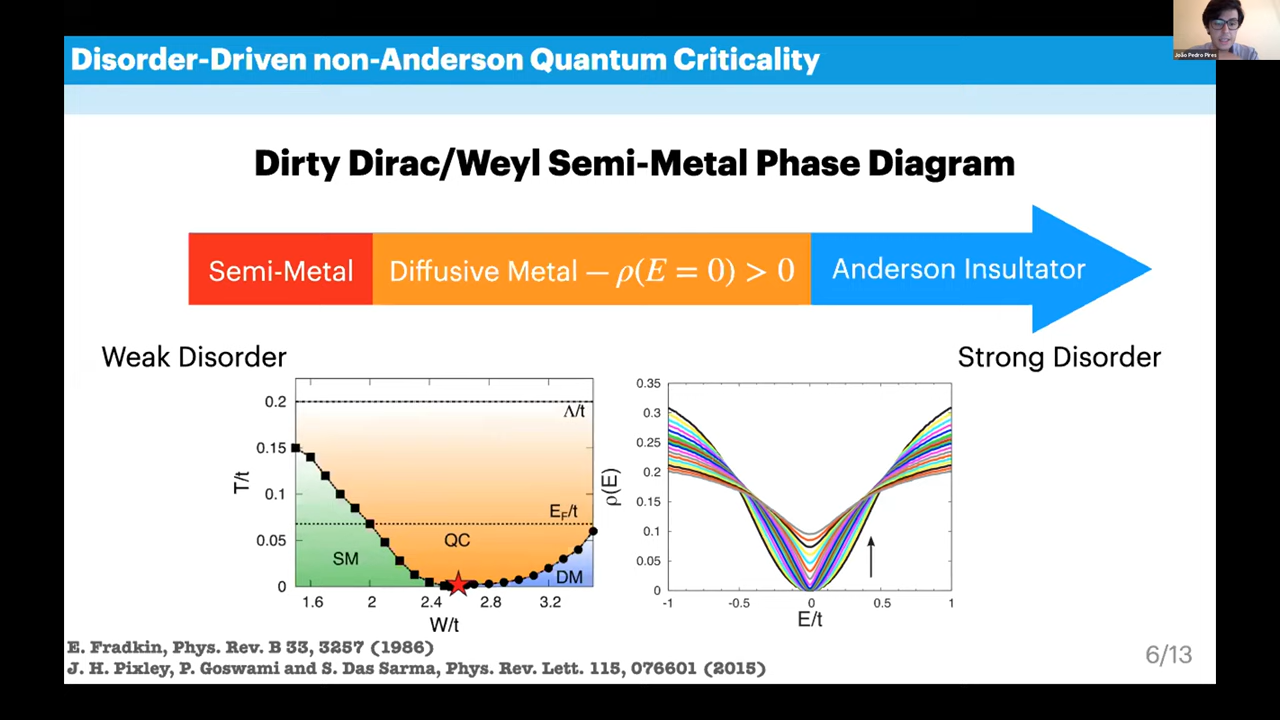 João Pedro Pires
Disorder-Driven non-Anderson Quantum Criticality
Dirty Dirac/Weyl Semi-Metal Phase Diagram
Semi-Metal
Diffusive Metal – ρ(E = 0) > 0
Anderson Insultator
Weak Disorder
Strong Disorder
0.2
0.15
0.1
0.05
0
T/t
Λ/t
E_F/t
QC
SM
DM
1.6
2
2.4
2.8
3.2
W/t
0.35
0.3
0.25
0.2
0.15
0.1
0.05
0
ρ(E)
-1
-0.5
0
0.5
1
E/t
E. Fradkin, Phys. Rev. B 33, 3257 (1986)
J. H. Pixley, P. Goswami and S. Das Sarma, Phys. Rev. Lett. 115, 076601 (2015)
6/13